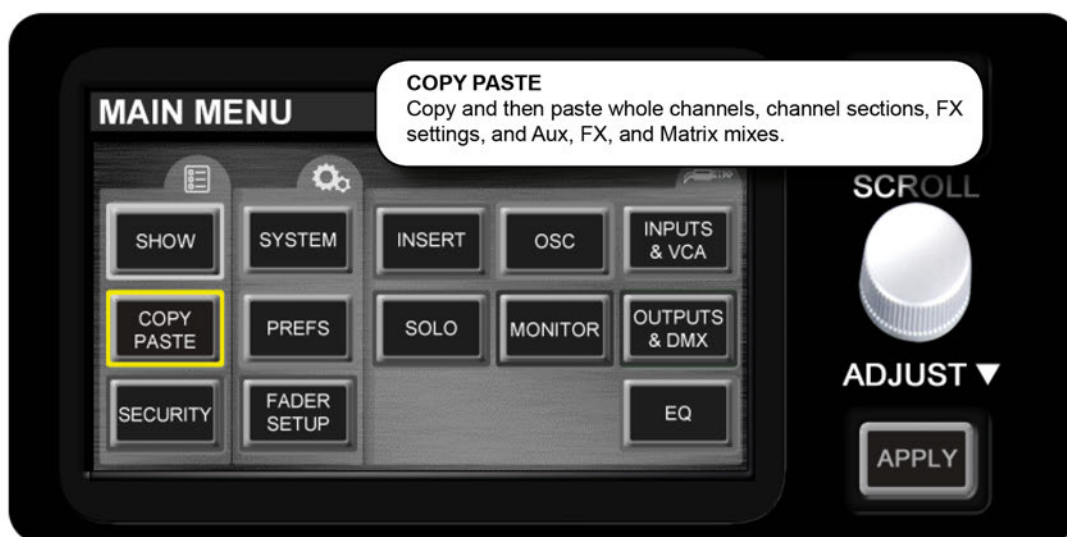 COPY PASTE
Copy and then paste whole channels, channel sections, FX
settings, and Aux, FX, and Matrix mixes.
MAIN MENU
SCROLL
SHOW
SYSTEM
INSERT
OSC
INPUTS
& VCA
COPY
PASTE
PREFS
SOLO
MONITOR
OUTPUTS
& DMX
ADJUST ▼
SECURITY
FADER
SETUP
EQ
APPLY